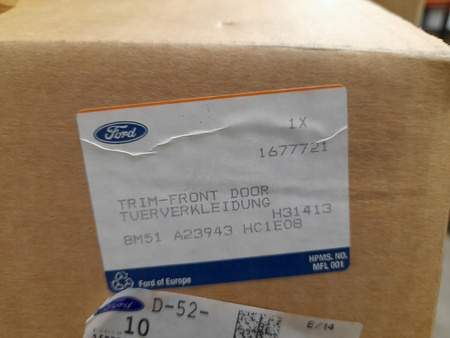 Ford
1X
1677721
TRIM-FRONT DOOR
TUERVERKLEIDUNG
H31413
8M51 A23943 HC1E08
HPMS. NO.
MFL 001
Ford of Europe
Ford
D-52-
10
E/14